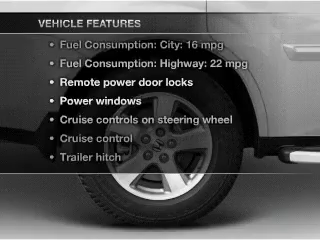 VEHICLE FEATURES
• Fuel Consumption: City: 16 mpg
• Fuel Consumption: Highway: 22 mpg
• Remote power door locks
• Power windows
• Cruise controls on steering wheel
• Cruise control
• Trailer hitch